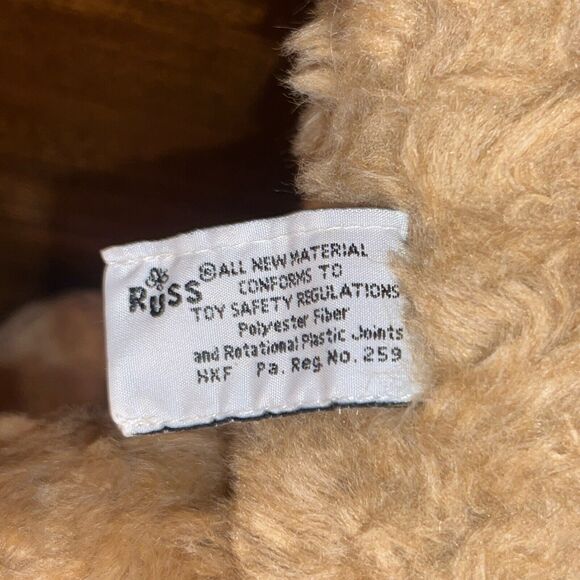 RUSS ® ALL NEW MATERIAL
CONFORMS TO
TOY SAFETY REGULATIONS
Polyester Fiber
and Rotational Plastic Joints
HKF Pa. Reg. No. 259